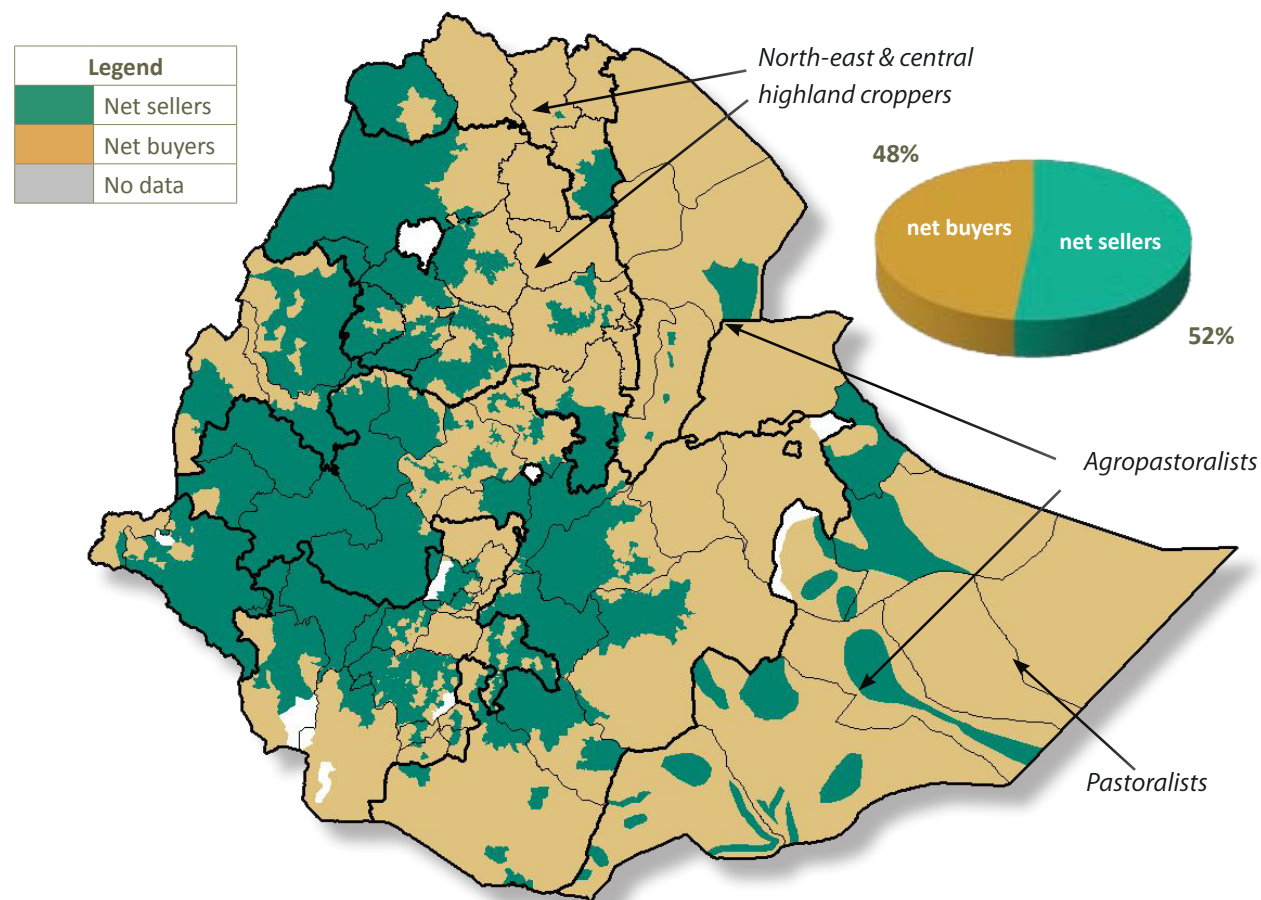 Legend
Net sellers
Net buyers
No data
North-east & central
highland croppers
48%
net buyers
net sellers
52%
Agropastoralists
Pastoralists